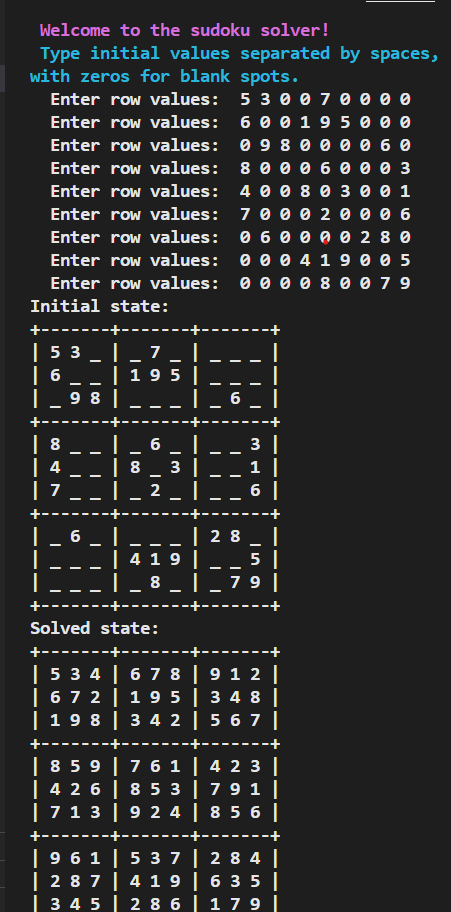 Welcome to the sudoku solver!
Type initial values separated by spaces,
with zeros for blank spots.
Enter row values: 5 3 0 0 7 0 0 0 0
Enter row values: 6 0 0 1 9 5 0 0 0
Enter row values: 0 9 8 0 0 0 0 6 0
Enter row values: 8 0 0 0 6 0 0 0 3
Enter row values: 4 0 0 8 0 3 0 0 1
Enter row values: 7 0 0 0 2 0 0 0 6
Enter row values: 0 6 0 0 0 0 2 8 0
Enter row values: 0 0 0 4 1 9 0 0 5
Enter row values: 0 0 0 0 8 0 0 7 9
Initial state:
+-------+-------+-------+
| 5 3 _ | _ 7 _ | _ _ _ |
| 6 _ _ | 1 9 5 | _ _ _ |
| _ 9 8 | _ _ _ | _ 6 _ |
+-------+-------+-------+
| 8 _ _ | _ 6 _ | _ _ 3 |
| 4 _ _ | 8 _ 3 | _ _ 1 |
| 7 _ _ | _ 2 _ | _ _ 6 |
+-------+-------+-------+
| _ 6 _ | _ _ _ | 2 8 _ |
| _ _ _ | 4 1 9 | _ _ 5 |
| _ _ _ | _ 8 _ | _ 7 9 |
+-------+-------+-------+
Solved state:
+-------+-------+-------+
| 5 3 4 | 6 7 8 | 9 1 2 |
| 6 7 2 | 1 9 5 | 3 4 8 |
| 1 9 8 | 3 4 2 | 5 6 7 |
+-------+-------+-------+
| 8 5 9 | 7 6 1 | 4 2 3 |
| 4 2 6 | 8 5 3 | 7 9 1 |
| 7 1 3 | 9 2 4 | 8 5 6 |
+-------+-------+-------+
| 9 6 1 | 5 3 7 | 2 8 4 |
| 2 8 7 | 4 1 9 | 6 3 5 |
| 3 4 5 | 2 8 6 | 1 7 9 |